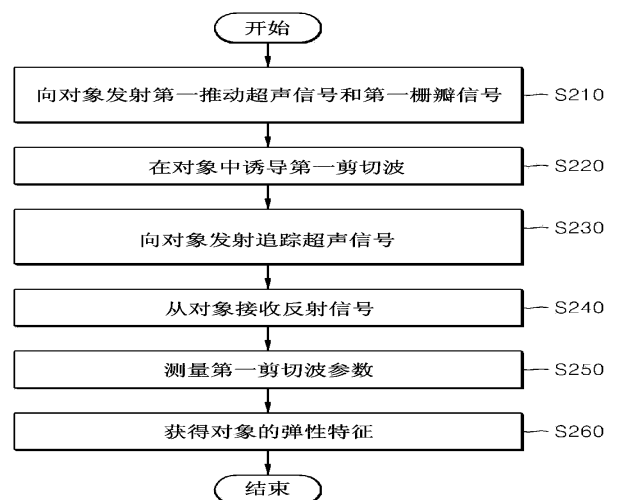 开始
向对象发射第一推动超声信号和第一栅瓣信号
S210
在对象中诱导第一剪切波
S220
向对象发射追踪超声信号
S230
从对象接收反射信号
S240
测量第一剪切波参数
S250
获得对象的弹性特征
S260
结束